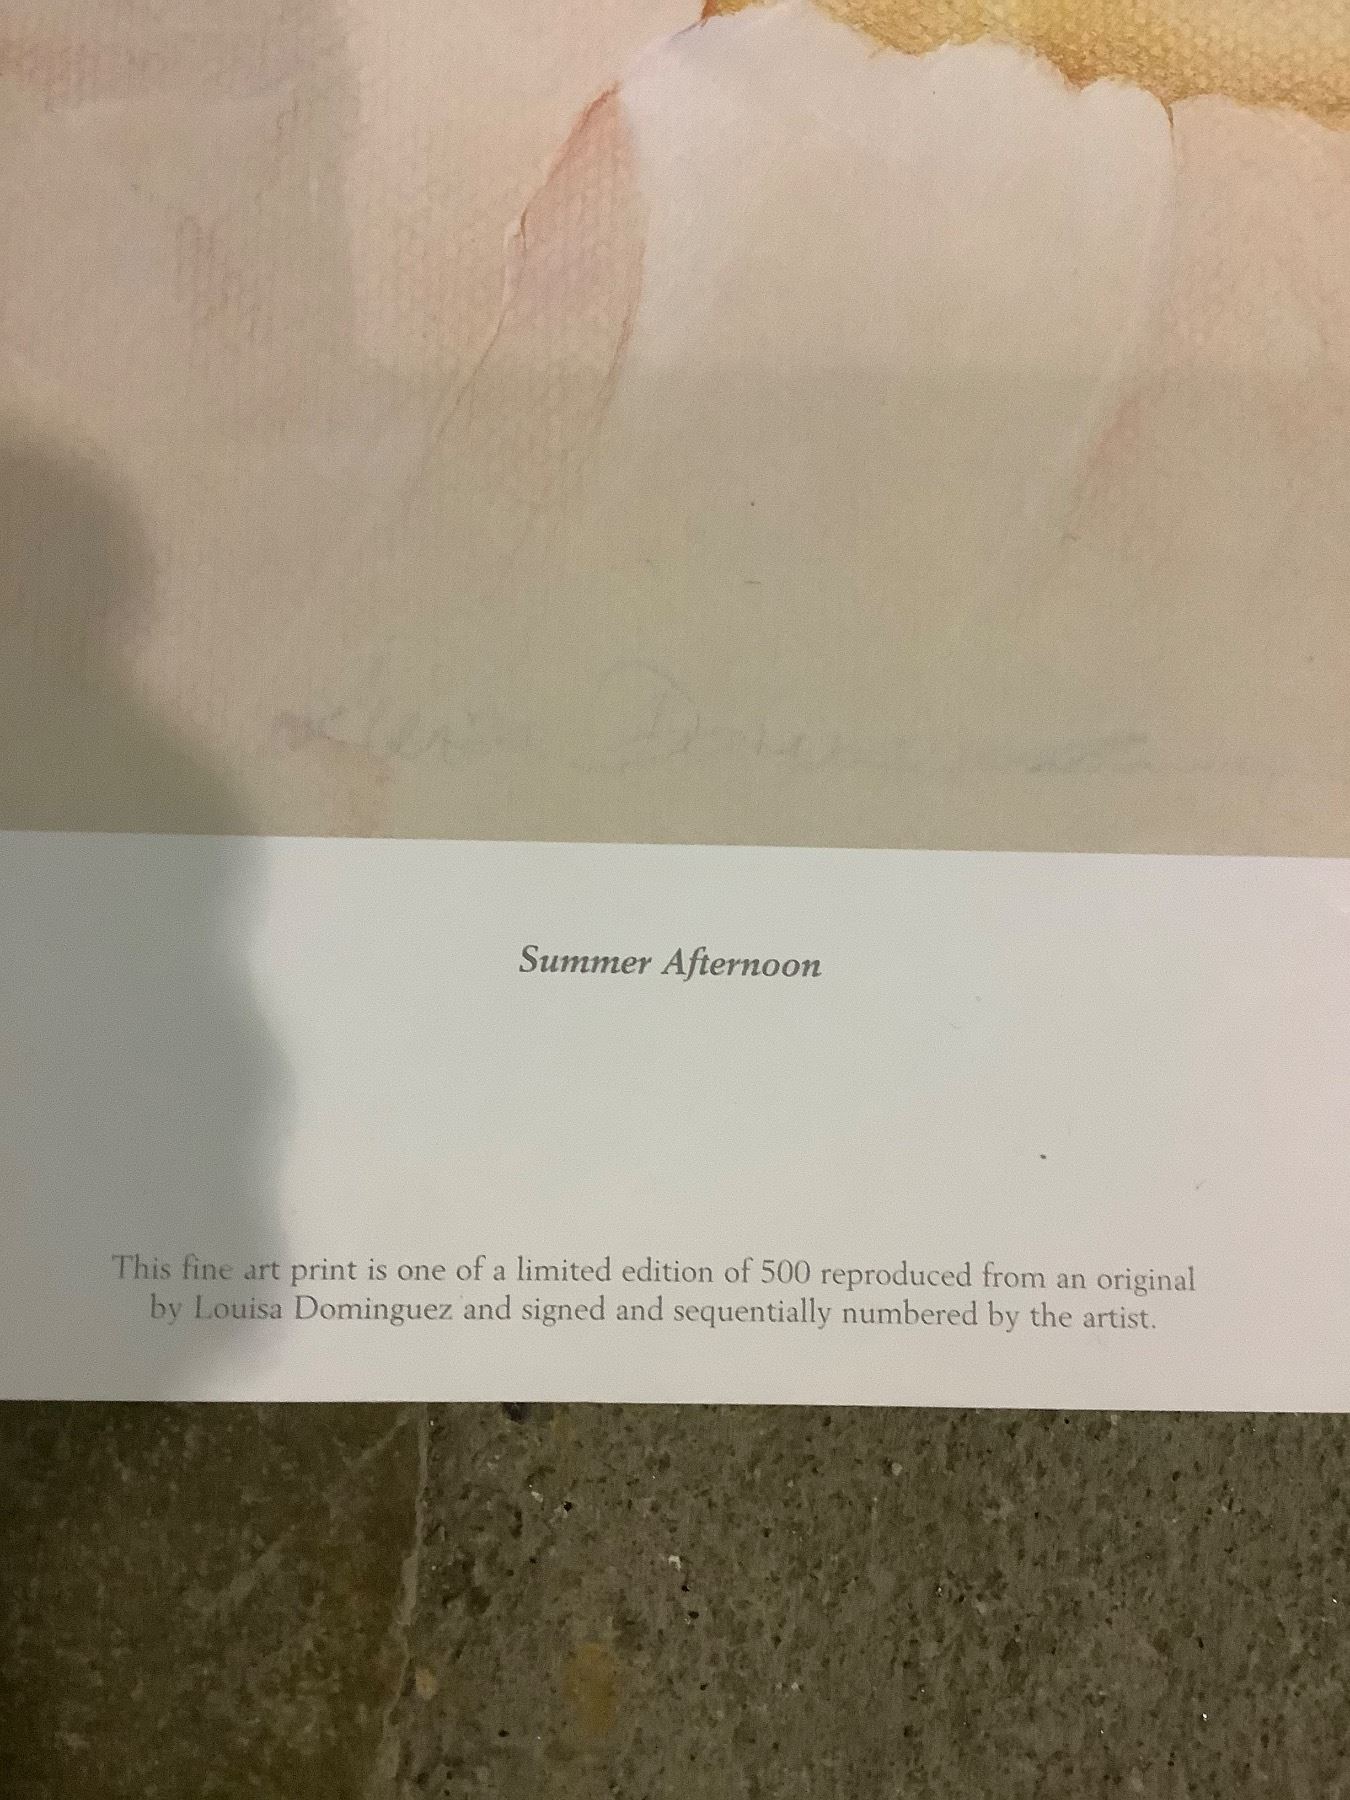 Summer Afternoon
This fine art print is one of a limited edition of 500 reproduced from an original
by Louisa Dominguez and signed and sequentially numbered by the artist.